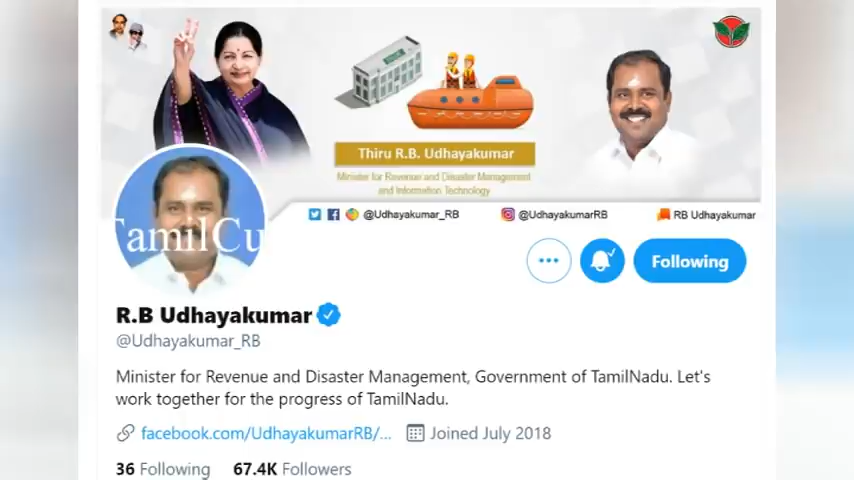 Thiru R.B. Udhayakumar
Minister for Revenue and Disaster Management
and Information Technology
@Udhayakumar_RB
@UdhayakumarRB
RB Udhayakumar
TamilCu
Following
R.B Udhayakumar
@Udhayakumar_RB
Minister for Revenue and Disaster Management, Government of TamilNadu. Let's
work together for the progress of TamilNadu.
facebook.com/UdhayakumarRB/... Joined July 2018
36 Following 67.4K Followers